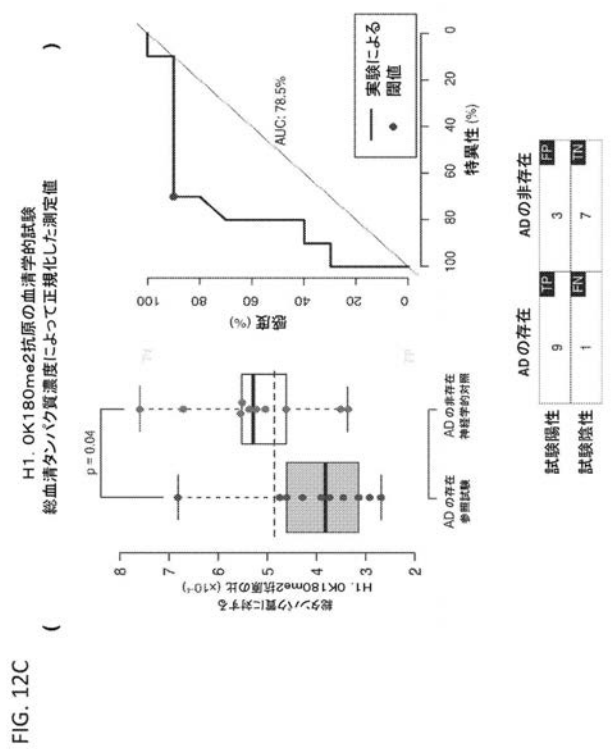 FIG. 12C
H1. 0K180me2抗原の血清学的試験
( 総血清タンパク質濃度によって正規化した測定値 )
総タンパク質に対する
H1. 0K180me2抗原の比 (×10⁻⁴)
8
7
6
5
4
3
2
p = 0.04
ADの存在
参照試験
ADの非存在
神経学的対照
感度 (%)
100
80
60
40
20
0
AUC: 78.5%
実験による
閾値
100
80
60
40
20
0
特異性 (%)
ADの存在
ADの非存在
試験陽性
9
TP
3
FP
試験陰性
1
FN
7
TN